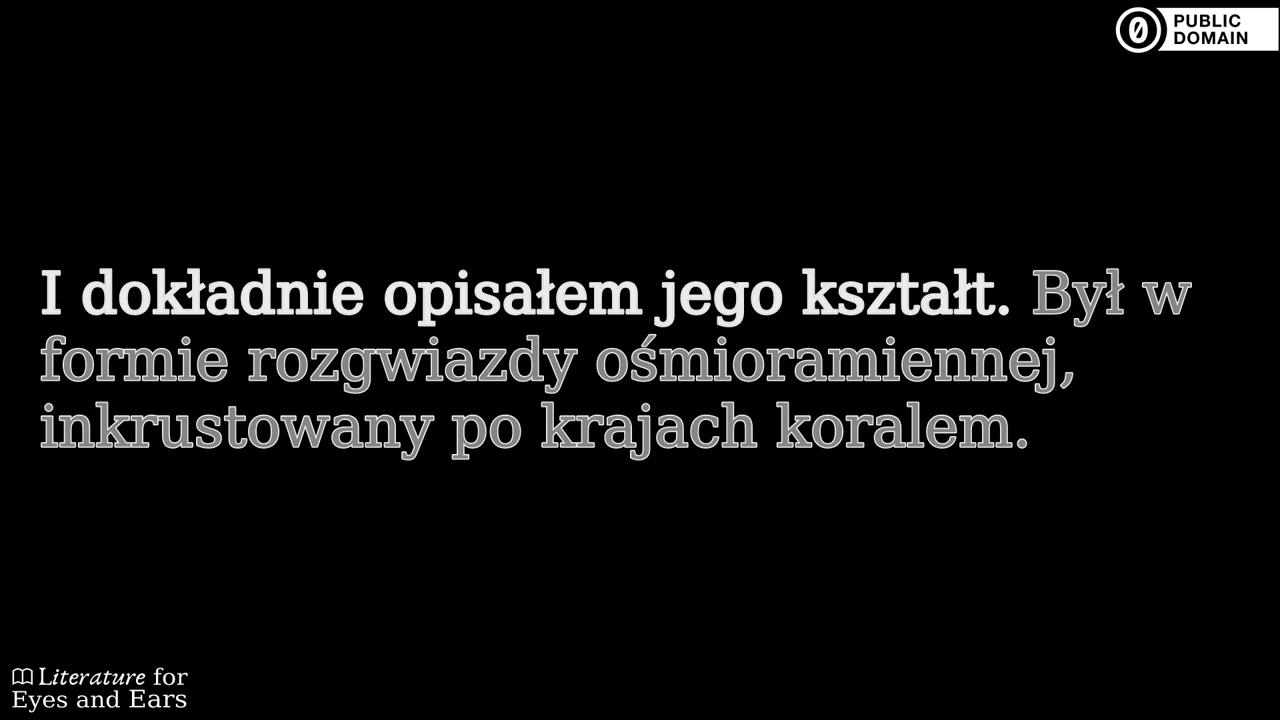 PUBLIC
DOMAIN
I dokładnie opisałem jego kształt. Był w
formie rozgwiazdy ośmioramiennej,
inkrustowany po krajach koralem.
Literature for
Eyes and Ears